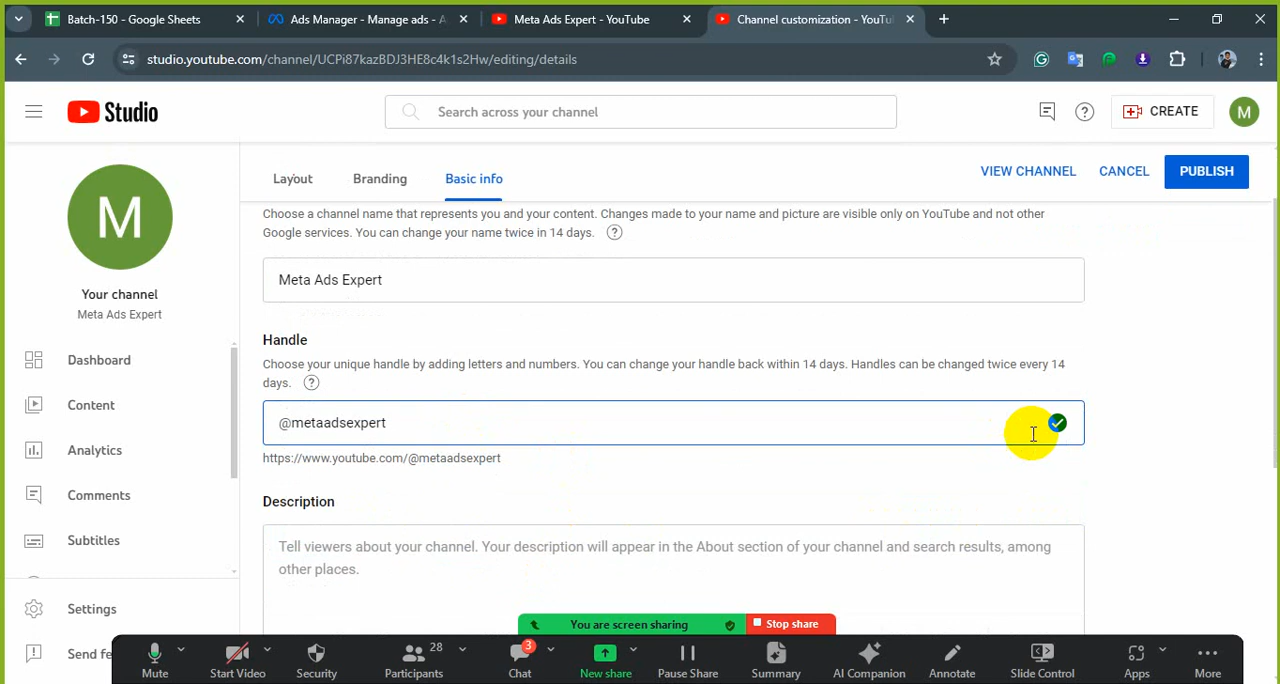 Batch-150 - Google Sheets
Ads Manager - Manage ads - A
Meta Ads Expert - YouTube
Channel customization - YouTu
studio.youtube.com/channel/UCPi87kazBDJ3HE8c4k1s2Hw/editing/details
Studio
Search across your channel
CREATE
M
M
Layout
Branding
Basic info
VIEW CHANNEL
CANCEL
PUBLISH
Choose a channel name that represents you and your content. Changes made to your name and picture are visible only on YouTube and not other
Google services. You can change your name twice in 14 days.
Meta Ads Expert
Your channel
Meta Ads Expert
Handle
Choose your unique handle by adding letters and numbers. You can change your handle back within 14 days. Handles can be changed twice every 14
days.
@metaadsexpert
https://www.youtube.com/@metaadsexpert
Description
Tell viewers about your channel. Your description will appear in the About section of your channel and search results, among
other places.
Dashboard
Content
Analytics
Comments
Subtitles
Settings
Send fe
You are screen sharing
Stop share
Mute
Start Video
Security
Participants
28
Chat
3
New share
Pause Share
Summary
AI Companion
Annotate
Slide Control
Apps
More